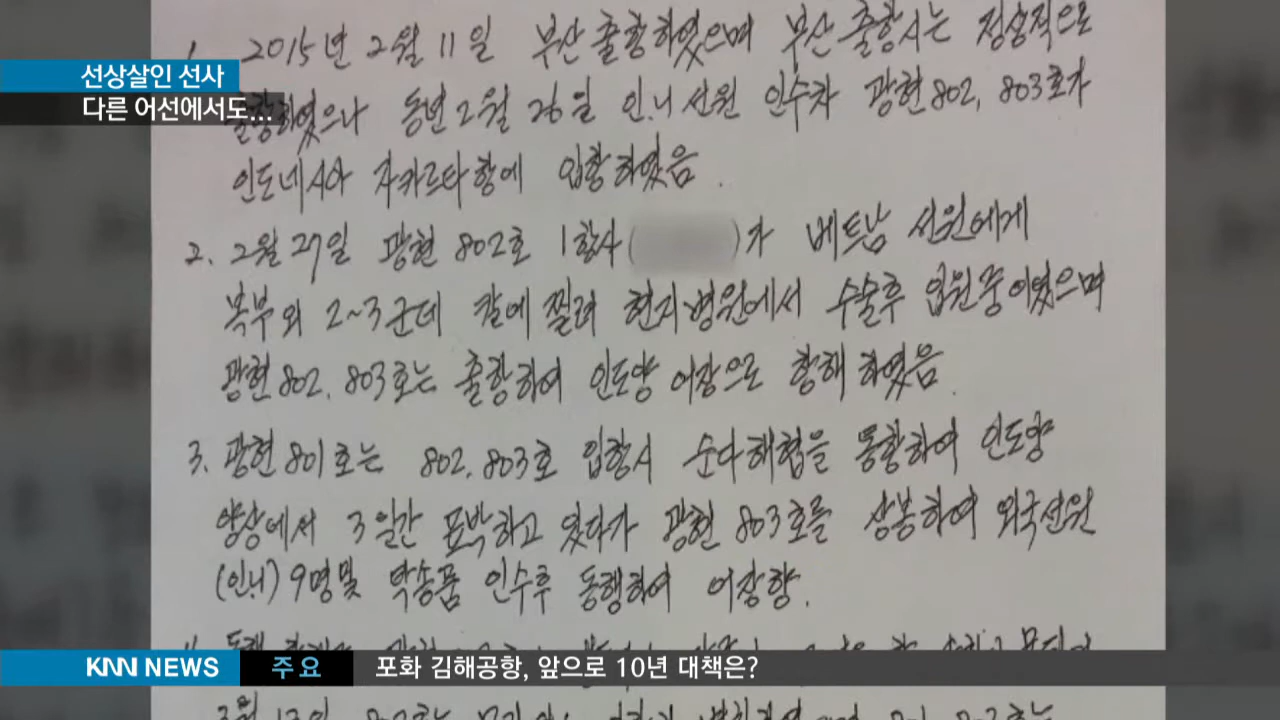 선상살인 선사
다른 어선에서도...
1. 2015년 2월 11일 부산출항하였으며 부산출항시는 정상적으로
출항하였으나 동년 2월 26일 인.니 선원 인수차 광현 802, 803호가
인도네시아 자카르타항에 입항하였음.
2. 2월 27일 광현 802호 1항사( )가 베트남 선원에게
복부외 2~3군데 칼에 찔려 현지병원에서 수술후 입원중이였으며
광현 802, 803호는 출항하여 인도양 어장으로 항해하였음.
3. 광현 801호는 802, 803호 입항시 순다해협을 통항하여 인도양
양상에서 3일간 표박하고 있다가 광현 803호를 상봉하여 외국선원
(인.니) 9명및 탁송품 인수후 동행하여 어장향.
KNN NEWS 주요 포화 김해공항, 앞으로 10년 대책은?
3월 13일 802호는